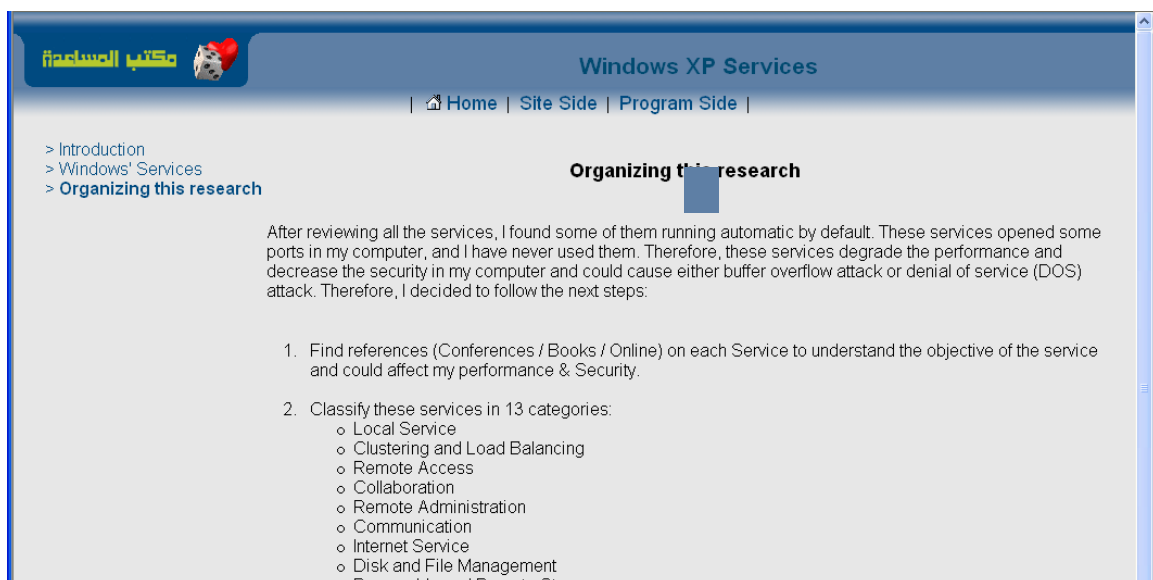 مكتب المساعدة
Windows XP Services
| Home | Site Side | Program Side |
> Introduction
> Windows' Services
> Organizing this research
Organizing this research
After reviewing all the services, I found some of them running automatic by default. These services opened some
ports in my computer, and I have never used them. Therefore, these services degrade the performance and
decrease the security in my computer and could cause either buffer overflow attack or denial of service (DOS)
attack. Therefore, I decided to follow the next steps:
1. Find references (Conferences / Books / Online) on each Service to understand the objective of the service
and could affect my performance & Security.
2. Classify these services in 13 categories:
o Local Service
o Clustering and Load Balancing
o Remote Access
o Collaboration
o Remote Administration
o Communication
o Internet Service
o Disk and File Management